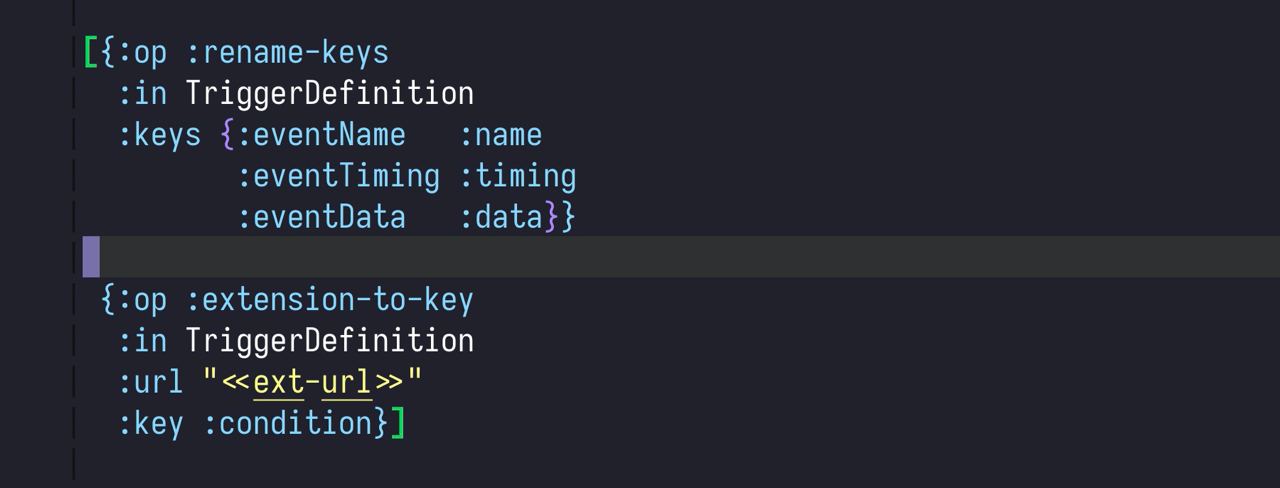 [{:op :rename-keys
  :in TriggerDefinition
  :keys {:eventName   :name
         :eventTiming :timing
         :eventData   :data}}
 {:op :extension-to-key
  :in TriggerDefinition
  :url "<<ext-url>>"
  :key :condition}]